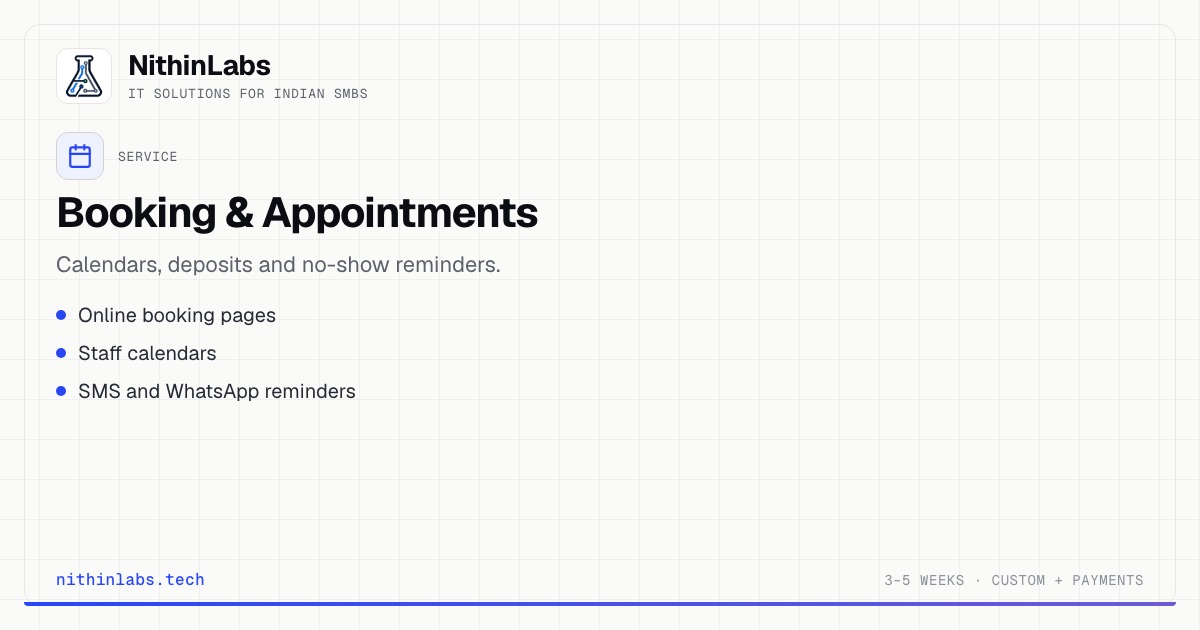 NithinLabs
IT SOLUTIONS FOR INDIAN SMBS
SERVICE
Booking & Appointments
Calendars, deposits and no-show reminders.
Online booking pages
Staff calendars
SMS and WhatsApp reminders
nithinlabs.tech
3–5 WEEKS · CUSTOM + PAYMENTS